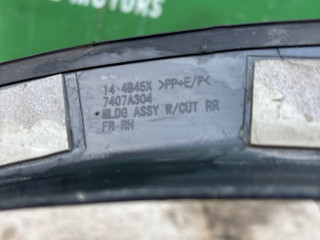 14-4B45X >PP+E/P<
7407A304
MLDG ASSY W/CUT RR
FR RH